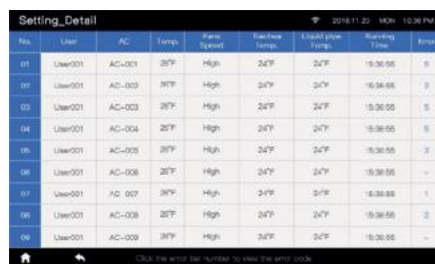 Setting_Detail 2016.11.23 MON 10:36 PM
No. User AC Temp. Fans Speed Suction Temp. Liquid pipe Temp. Running Time Error
01 User001 AC-001 26°F High 24°F 24°F 15:36:55
02 User001 AC-002 26°F High 24°F 24°F 15:36:55
03 User001 AC-003 26°F High 24°F 24°F 15:36:55
04 User001 AC-004 26°F High 24°F 24°F 15:36:55
05 User001 AC-005 26°F High 24°F 24°F 15:36:55
06 User001 AC-006 26°F High 24°F 24°F 15:36:55 -
07 User001 AC-007 26°F High 24°F 24°F 15:36:55 1
08 User001 AC-008 26°F High 24°F 24°F 15:36:55
09 User001 AC-009 26°F High 24°F 24°F 15:36:55 -
Click the error bar number to view the error code